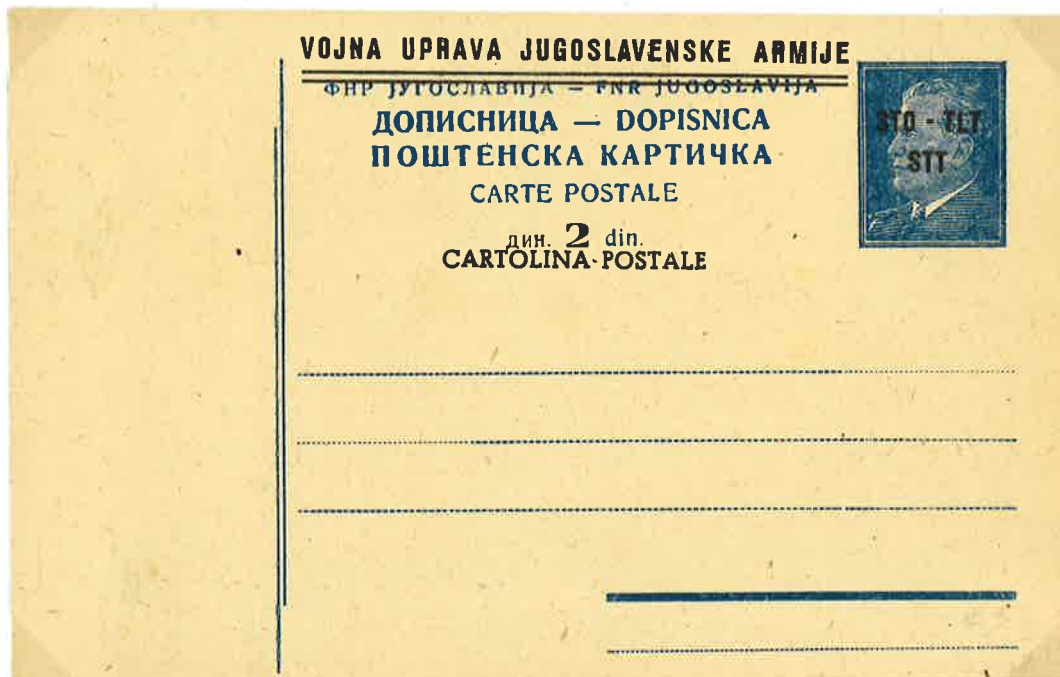 VOJNA UPRAVA JUGOSLAVENSKE ARMIJE
ФНР ЈУГОСЛАВИЈА — FNR JUGOSLAVIJA
ДОПИСНИЦА — DOPISNICA
ПОШТЕНСКА КАРТИЧКА
CARTE POSTALE
дин. 2 din.
CARTOLINA POSTALE
STO - TLT
STT